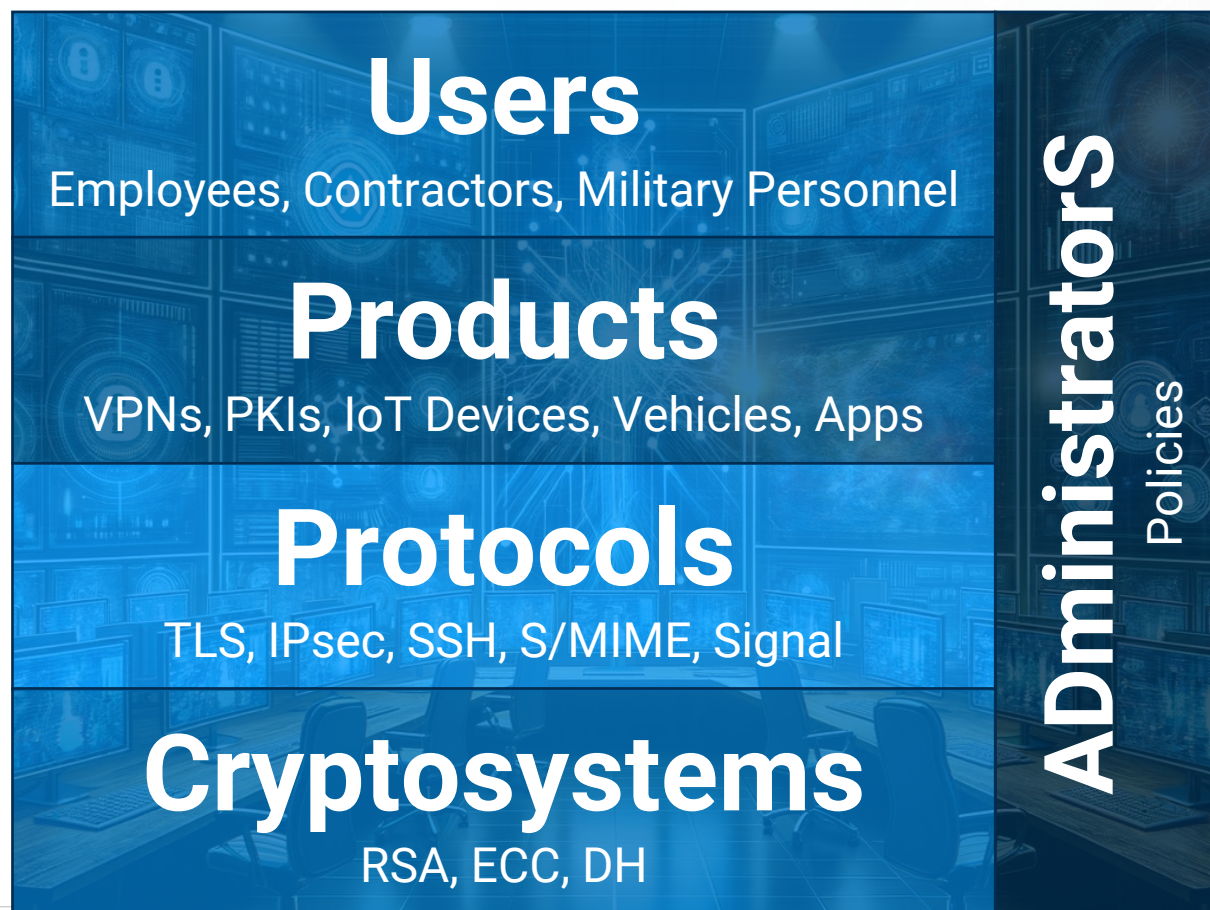 Users
Employees, Contractors, Military Personnel
Products
VPNs, PKIs, IoT Devices, Vehicles, Apps
Protocols
TLS, IPsec, SSH, S/MIME, Signal
Cryptosystems
RSA, ECC, DH
ADministratorS
Policies